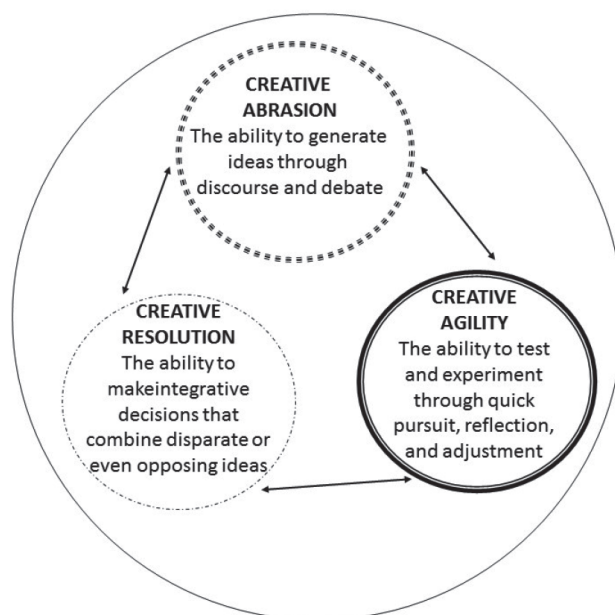 CREATIVE
ABRASION
The ability to generate
ideas through
discourse and debate
CREATIVE
RESOLUTION
The ability to
makeintegrative
decisions that
combine disparate or
even opposing ideas
CREATIVE
AGILITY
The ability to test
and experiment
through quick
pursuit, reflection,
and adjustment